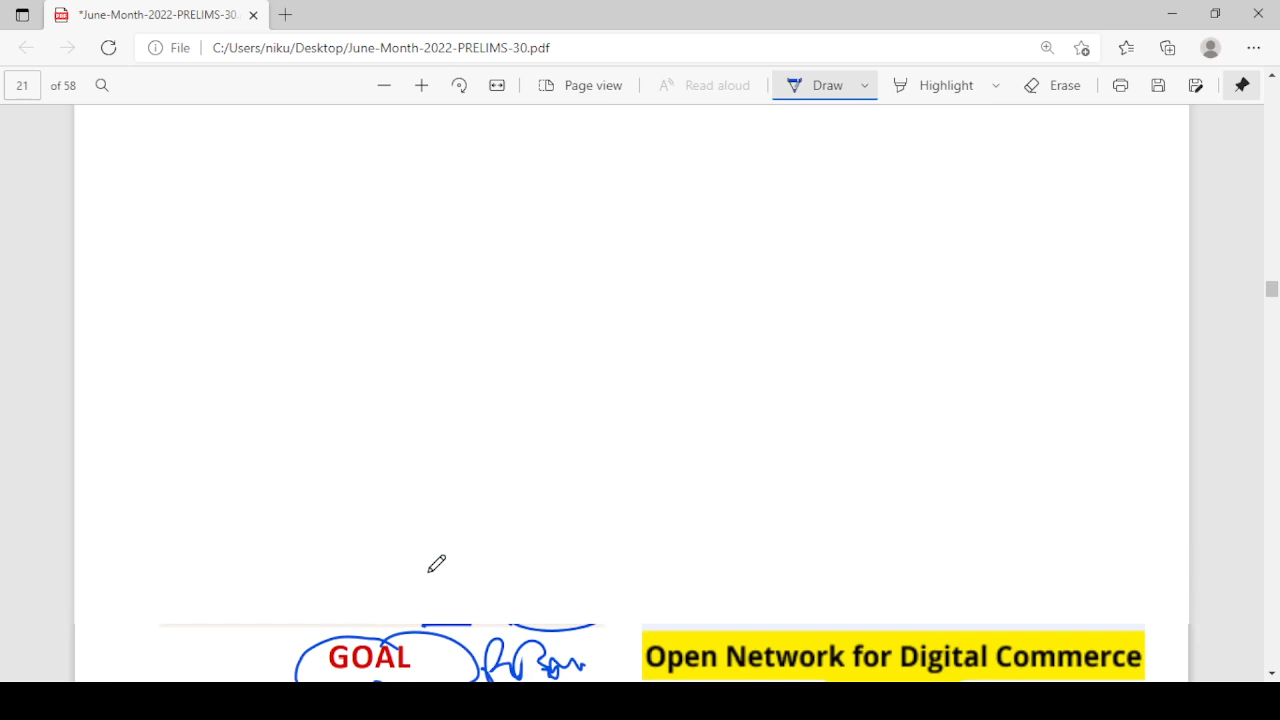 *June-Month-2022-PRELIMS-30.
File C:/Users/niku/Desktop/June-Month-2022-PRELIMS-30.pdf
21 of 58 Page view Read aloud Draw Highlight Erase
GOAL
Open Network for Digital Commerce